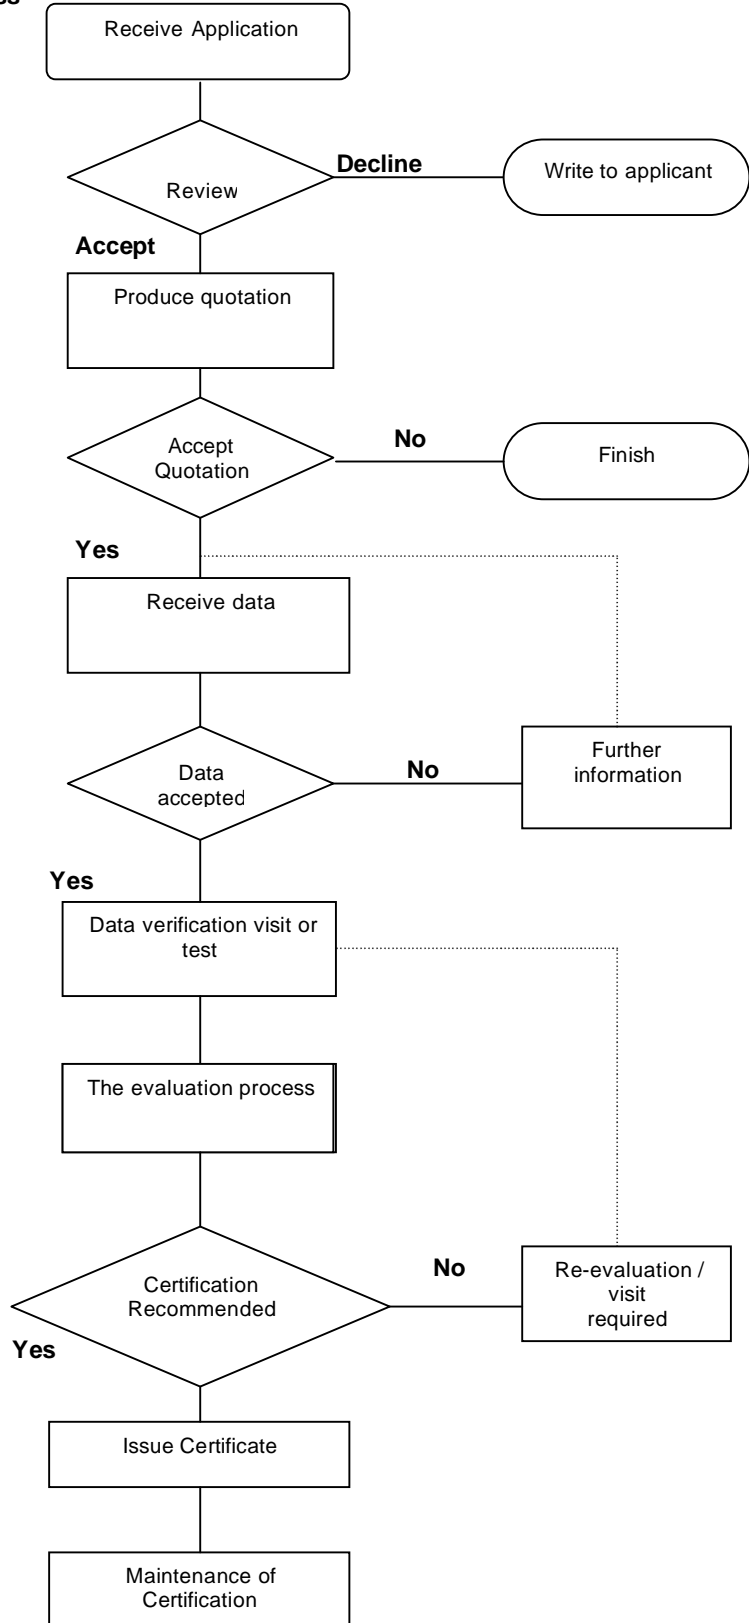 Receive Application
Review
Decline
Write to applicant
Accept
Produce quotation
Accept
Quotation
No
Finish
Yes
Receive data
Data
accepted
No
Further
information
Yes
Data verification visit or
test
The evaluation process
Certification
Recommended
No
Re-evaluation /
visit
required
Yes
Issue Certificate
Maintenance of
Certification